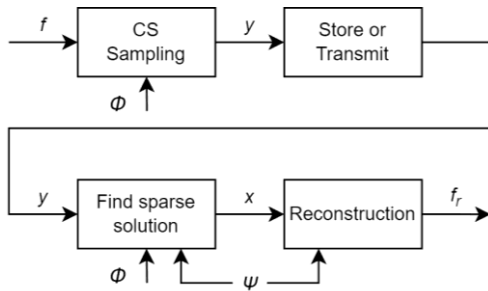 f
CS
Sampling
y
Store or
Transmit
Φ
y
Find sparse
solution
x
Reconstruction
fr
Φ
Ψ